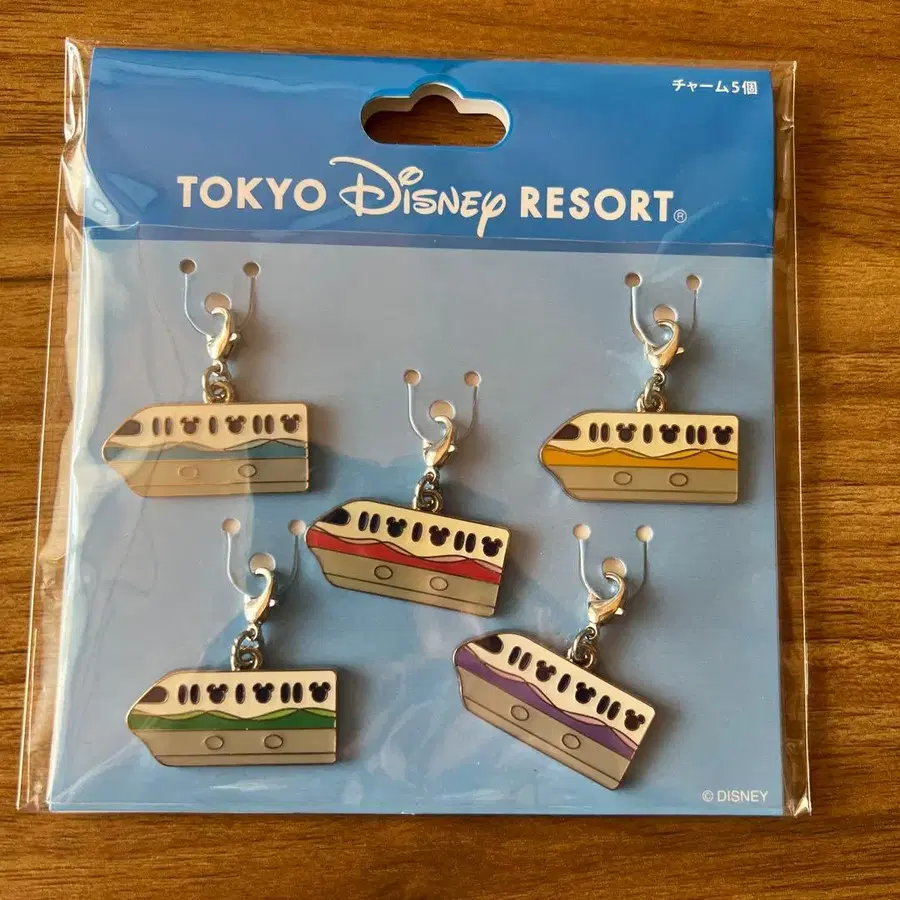 チャーム5個
TOKYO Disney RESORT®
© DISNEY